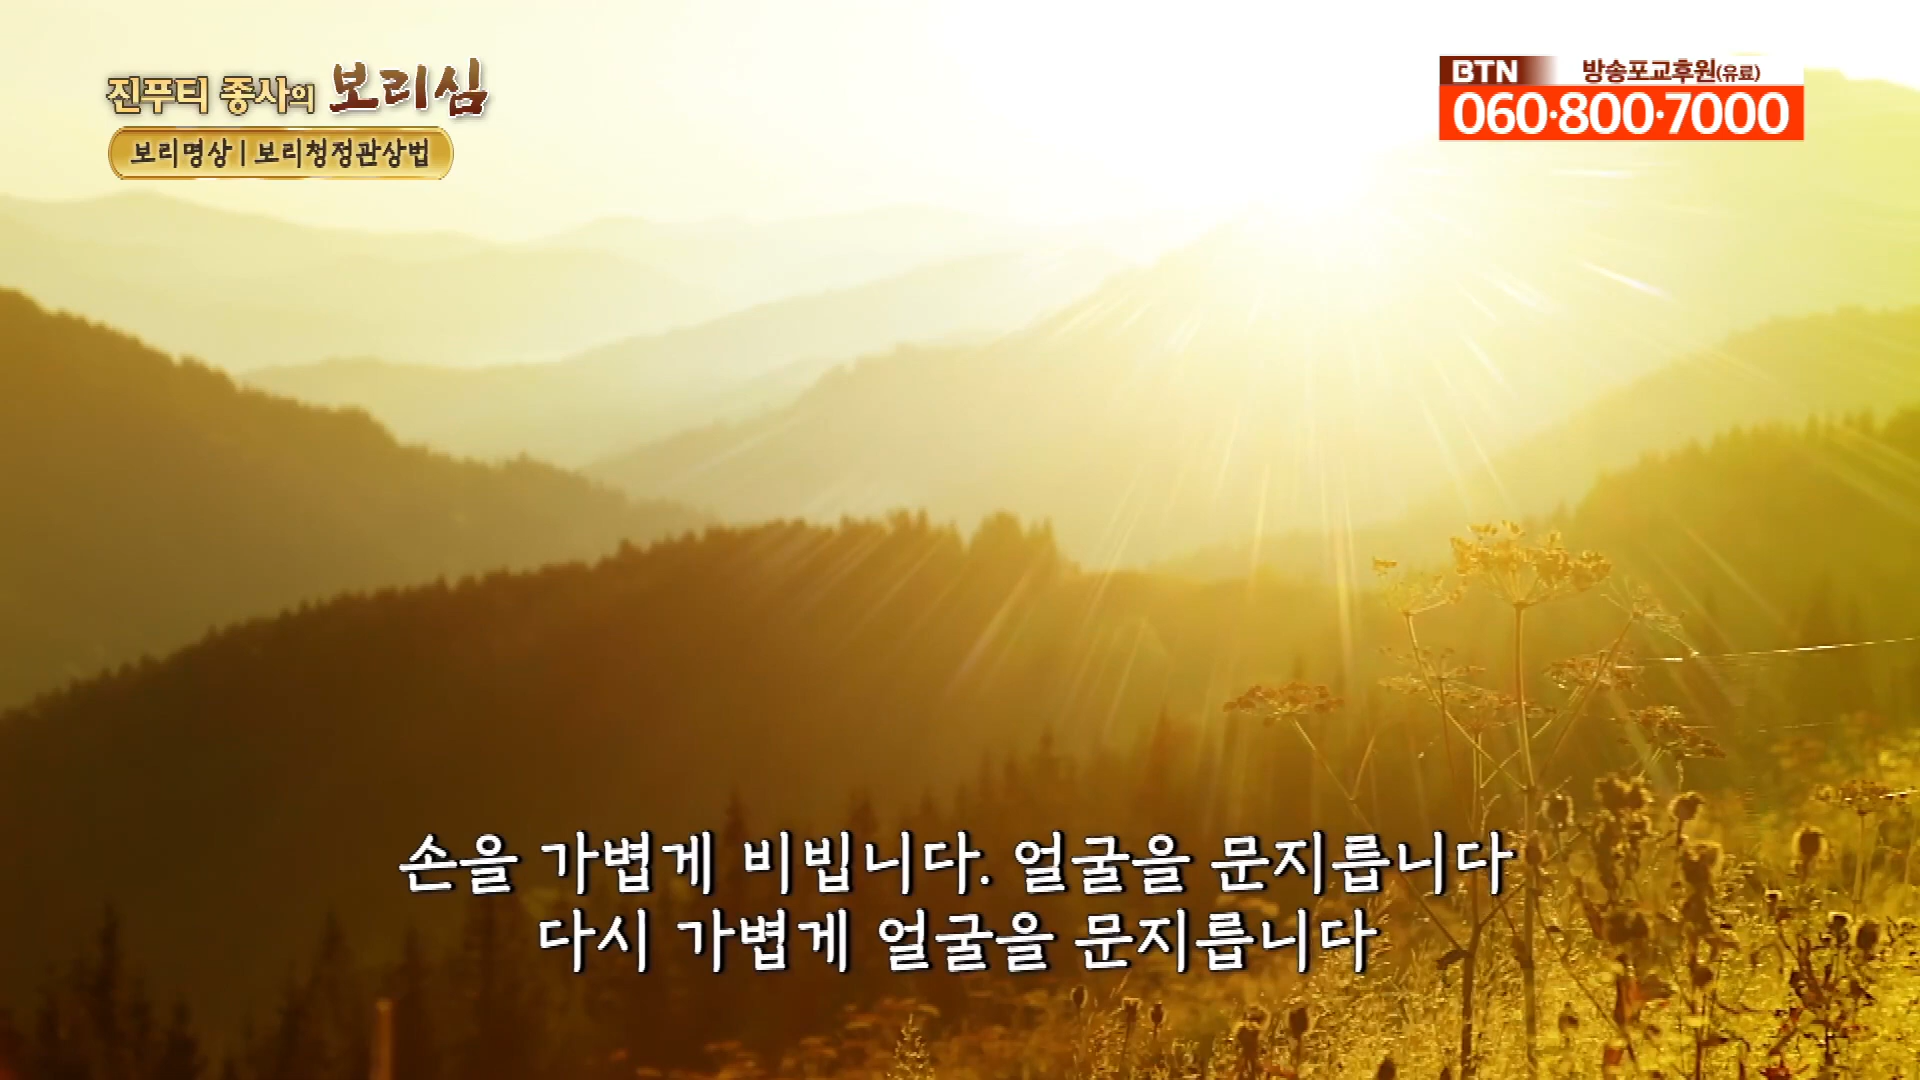 진푸티 종사의 보리심
보리명상 | 보리청정관상법
BTN 방송포교후원(유료)
060·800·7000
손을 가볍게 비빕니다. 얼굴을 문지릅니다
다시 가볍게 얼굴을 문지릅니다